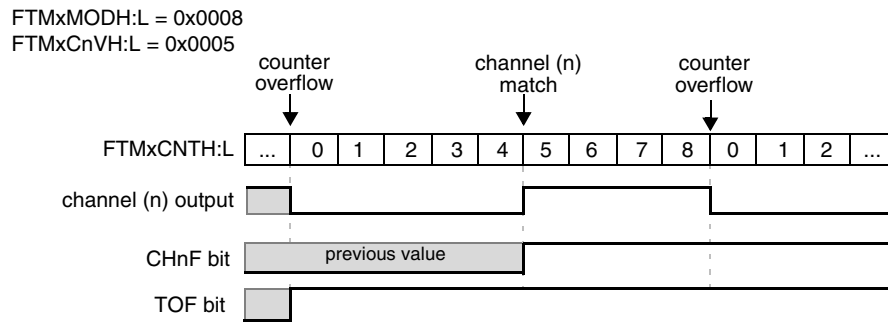 FTMxMODH:L = 0x0008
FTMxCnVH:L = 0x0005
counter overflow
channel (n) match
counter overflow
FTMxCNTH:L ... 0 1 2 3 4 5 6 7 8 0 1 2 ...
channel (n) output
CHnF bit previous value
TOF bit